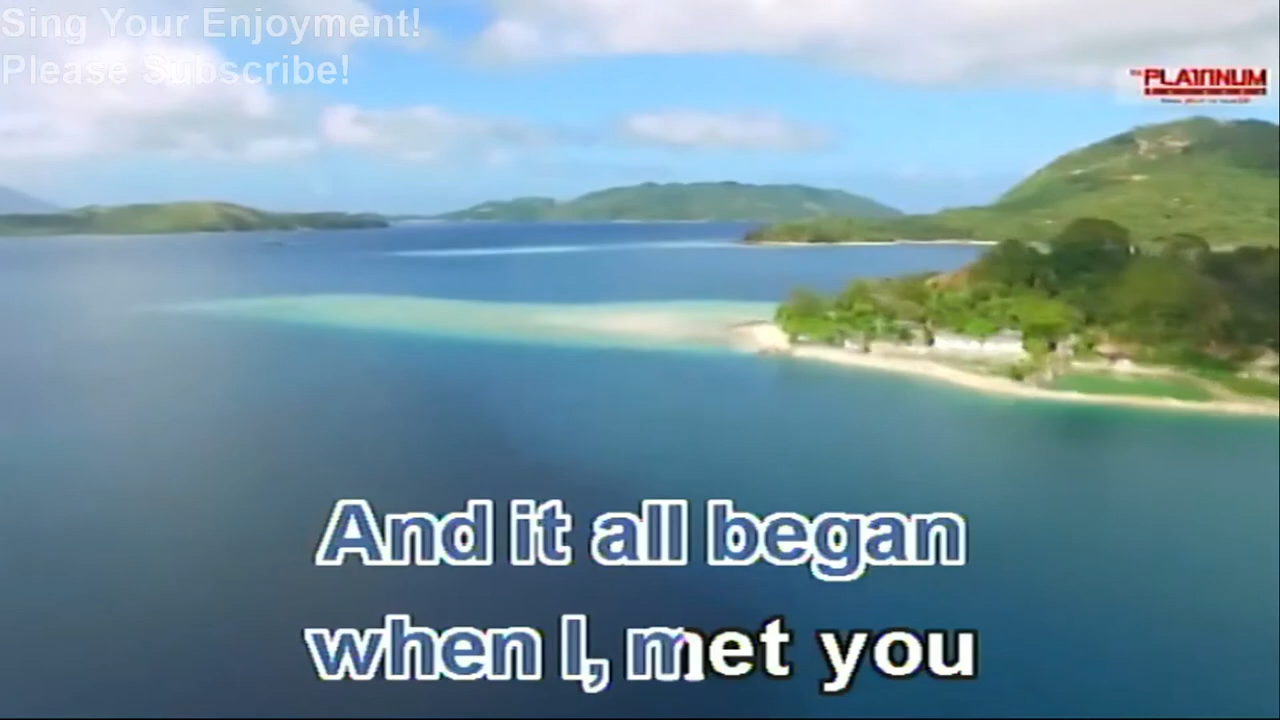 Sing Your Enjoyment!
Please Subscribe!
PLATINUM
And it all began
when I, met you